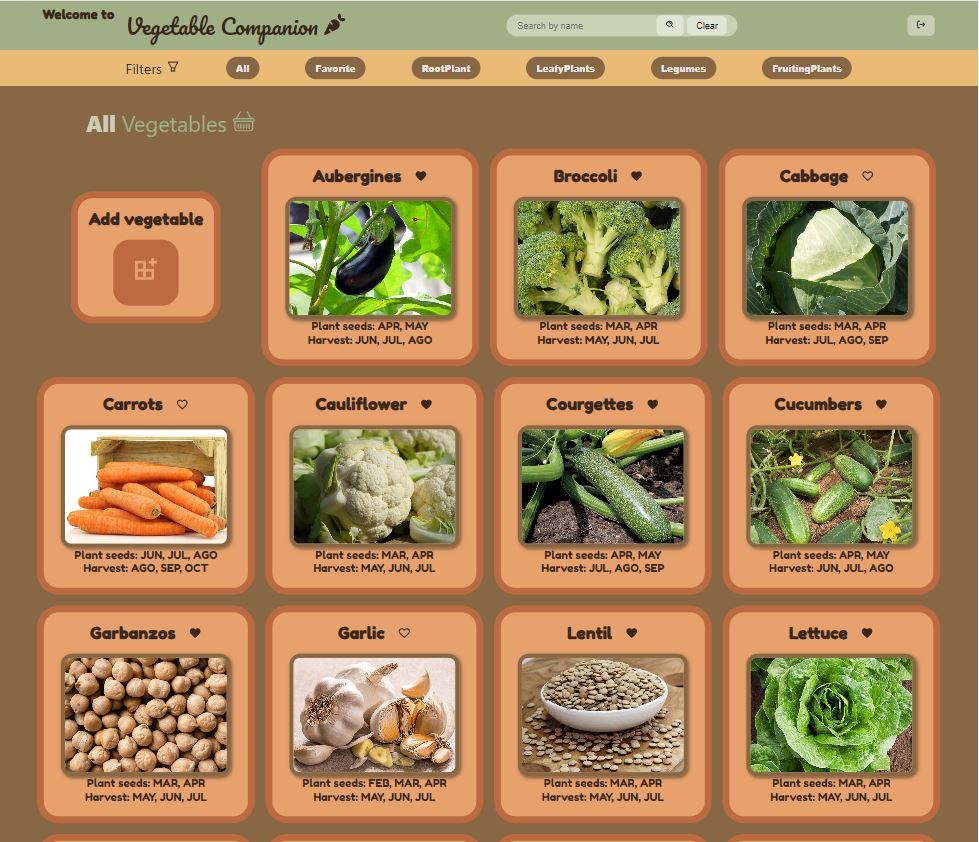 Welcome to
Vegetable Companion
Search by name
Clear
Filters
All
Favorite
RootPlant
LeafyPlants
Legumes
FruitingPlants
All Vegetables
Add vegetable
Aubergines
Plant seeds: APR, MAY
Harvest: JUN, JUL, AGO
Broccoli
Plant seeds: MAR, APR
Harvest: MAY, JUN, JUL
Cabbage
Plant seeds: MAR, APR
Harvest: JUL, AGO, SEP
Carrots
Plant seeds: JUN, JUL, AGO
Harvest: AGO, SEP, OCT
Cauliflower
Plant seeds: MAR, APR
Harvest: MAY, JUN, JUL
Courgettes
Plant seeds: APR, MAY
Harvest: JUL, AGO, SEP
Cucumbers
Plant seeds: APR, MAY
Harvest: JUN, JUL, AGO
Garbanzos
Plant seeds: MAR, APR
Harvest: MAY, JUN, JUL
Garlic
Plant seeds: FEB, MAR, APR
Harvest: MAY, JUN, JUL
Lentil
Plant seeds: MAR, APR
Harvest: MAY, JUN, JUL
Lettuce
Plant seeds: MAR, APR
Harvest: MAY, JUN, JUL